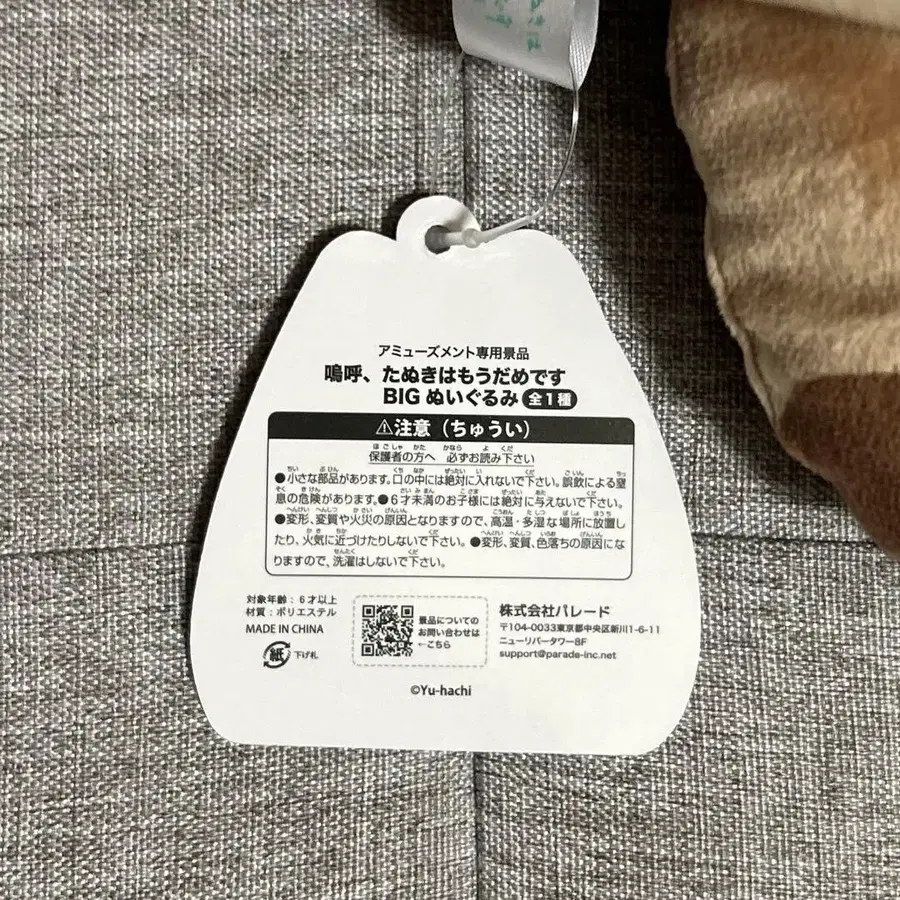 アミューズメント専用景品
嗚呼、たぬきはもうだめです
BIG ぬいぐるみ 全1種
⚠注意（ちゅうい）
保護者の方へ 必ずお読み下さい
●小さな部品があります。口の中には絶対に入れないで下さい。誤飲による窒
息の危険があります。●6才未満のお子様には絶対に与えないで下さい。
●変形、変質や火災の原因となりますので、高温・多湿な場所に放置し
たり、火気に近づけたりしないで下さい。●変形、変質、色落ちの原因にな
りますので、洗濯はしないで下さい。
対象年齢：6才以上
材質：ポリエステル
MADE IN CHINA
紙 下げ札
景品についての
お問い合わせは
←こちら
株式会社パレード
〒104-0033東京都中央区新川1-6-11
ニューリバータワー8F
support@parade-inc.net
©Yu-hachi